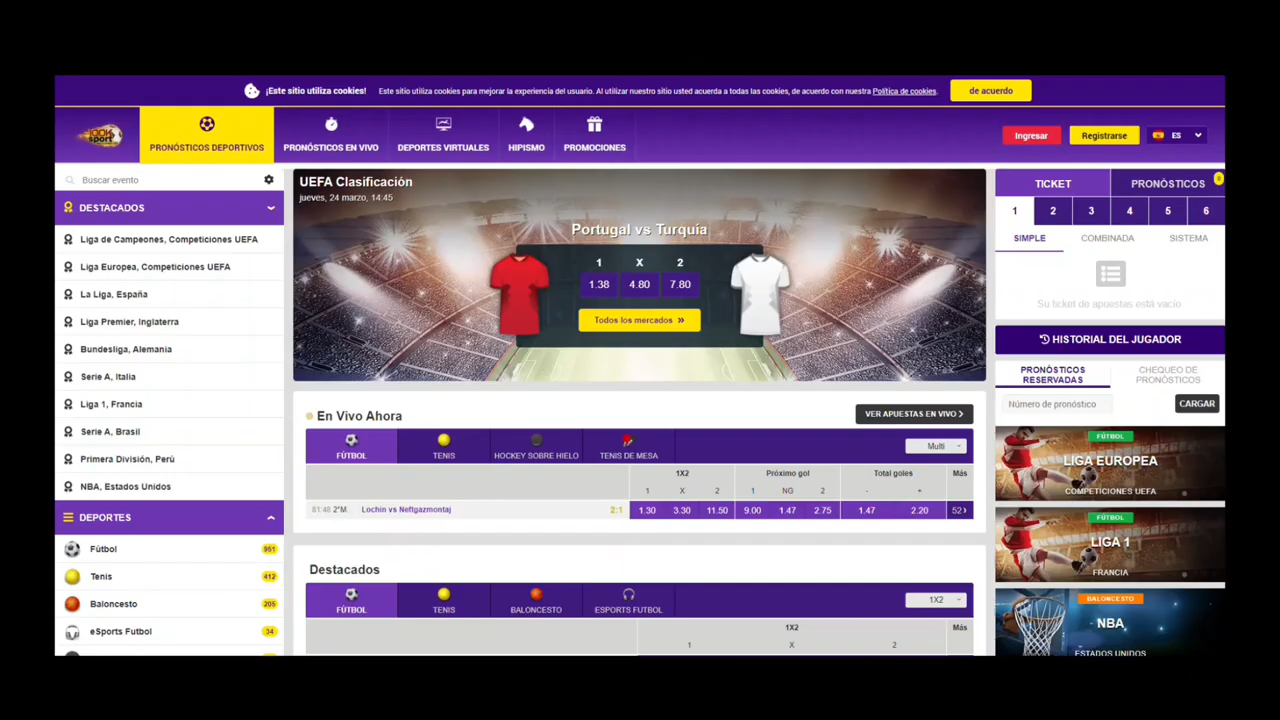 ¡Este sitio utiliza cookies! Este sitio utiliza cookies para mejorar la experiencia del usuario. Al utilizar nuestro sitio usted acuerda a todas las cookies, de acuerdo con nuestra Política de cookies. de acuerdo
100K sport
PRONÓSTICOS DEPORTIVOS
PRONÓSTICOS EN VIVO
DEPORTES VIRTUALES
HIPISMO
PROMOCIONES
Ingresar
Registrarse
ES
Buscar evento
DESTACADOS
Liga de Campeones, Competiciones UEFA
Liga Europea, Competiciones UEFA
La Liga, España
Liga Premier, Inglaterra
Bundesliga, Alemania
Serie A, Italia
Liga 1, Francia
Serie A, Brasil
Primera División, Perú
NBA, Estados Unidos
DEPORTES
Fútbol 951
Tenis 412
Baloncesto 205
eSports Futbol 34
UEFA Clasificación
jueves, 24 marzo, 14:45
Portugal vs Turquía
1 X 2
1.38 4.80 7.80
Todos los mercados »
En Vivo Ahora
VER APUESTAS EN VIVO
FÚTBOL
TENIS
HOCKEY SOBRE HIELO
TENIS DE MESA
Multi
1X2 Próximo gol Total goles Más
1 X 2 1 NG 2 - +
81:48 2ºM. Lochin vs Neftgazmontaj 2:1 1.30 3.30 11.50 9.00 1.47 2.75 1.47 2.20 52
Destacados
FÚTBOL
TENIS
BALONCESTO
ESPORTS FUTBOL
1X2
1X2 Más
1 X 2
TICKET
PRONÓSTICOS 0
1 2 3 4 5 6
SIMPLE COMBINADA SISTEMA
Su ticket de apuestas está vacío
HISTORIAL DEL JUGADOR
PRONÓSTICOS
RESERVADAS
CHEQUEO DE
PRONÓSTICOS
Número de pronóstico
CARGAR
FÚTBOL
LIGA EUROPEA
COMPETICIONES UEFA
FÚTBOL
LIGA 1
FRANCIA
BALONCESTO
NBA
ESTADOS UNIDOS